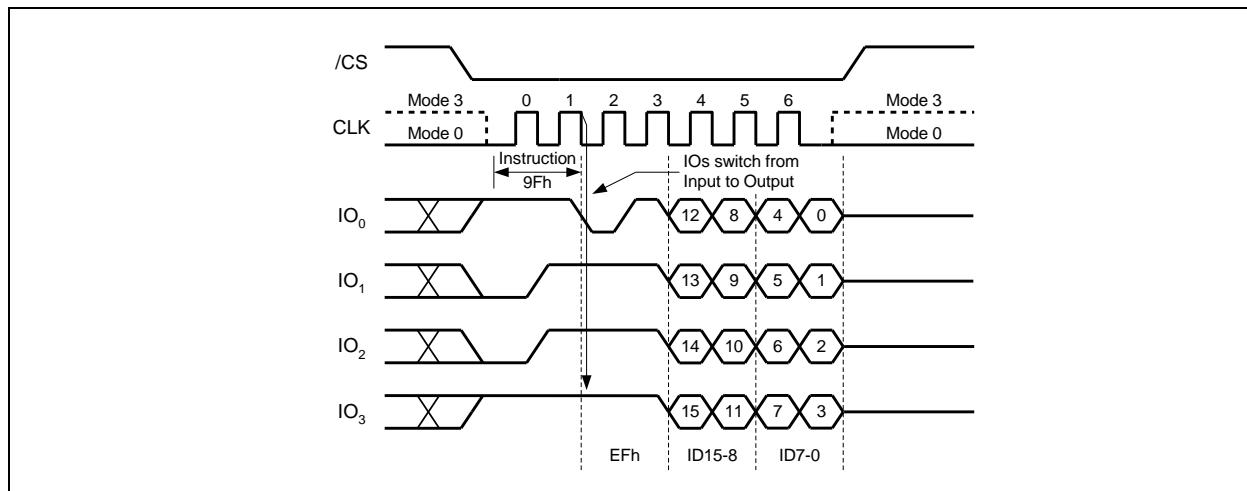 /CS
Mode 3 0 1 2 3 4 5 6 Mode 3
CLK
Mode 0 Mode 0
Instruction
9Fh
IOs switch from
Input to Output
IO0 12 8 4 0
IO1 13 9 5 1
IO2 14 10 6 2
IO3 15 11 7 3
EFh ID15-8 ID7-0